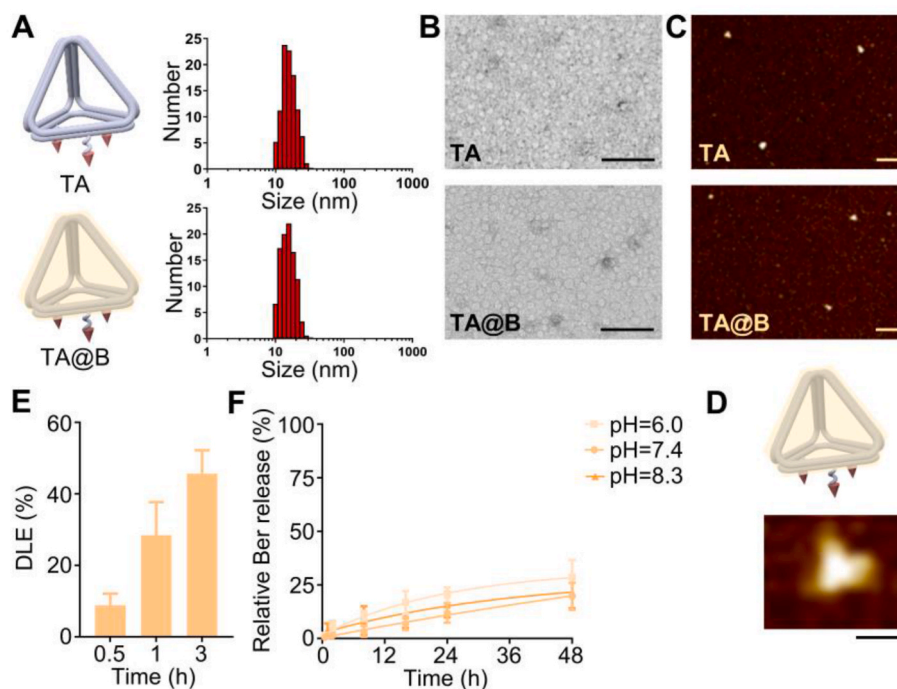 A
TA
Number
25
20
15
10
5
0
1
10
100
1000
Size (nm)
TA@B
Number
25
20
15
10
5
0
1
10
100
1000
Size (nm)
B
TA
TA@B
C
TA
TA@B
E
DLE (%)
60
40
20
0
0.5
1
3
Time (h)
F
Relative Ber release (%)
100
75
50
25
0
0
12
24
36
48
Time (h)
pH=6.0
pH=7.4
pH=8.3
D